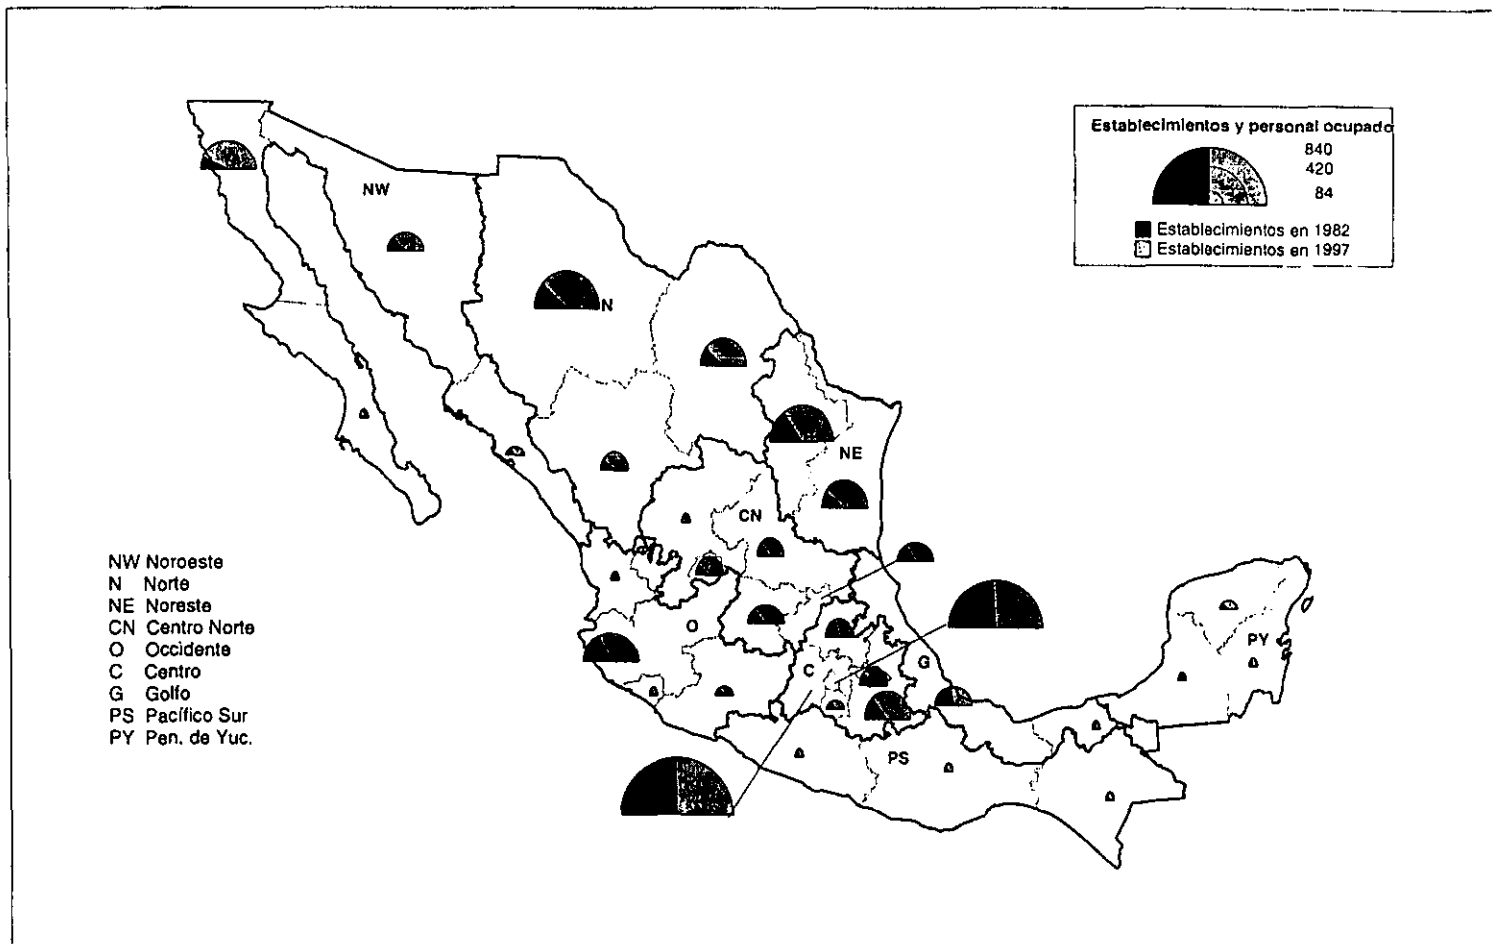 Establecimientos y personal ocupado
840
420
84
Establecimientos en 1982
Establecimientos en 1997
NW
N
NE
CN
O
C
G
PY
PS
NW Noroeste
N Norte
NE Noreste
CN Centro Norte
O Occidente
C Centro
G Golfo
PS Pacífico Sur
PY Pen. de Yuc.